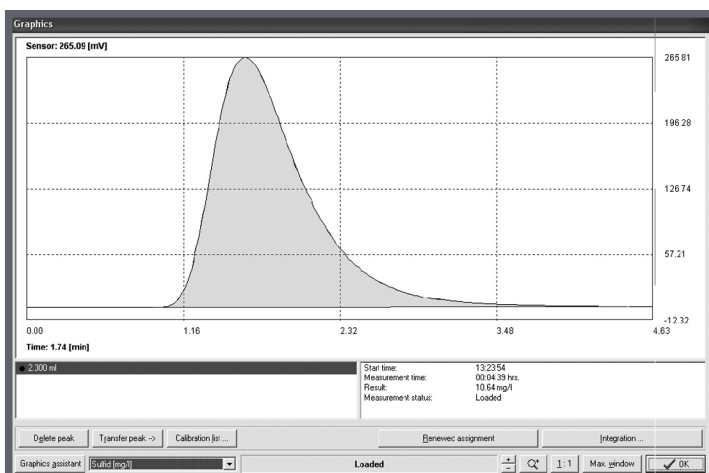 Graphics
Sensor: 265.09 [mV]
265 81
196 28
126 74
57.21
-12.32
0.00 1.16 2.32 3.48 4.63
Time: 1.74 [min]
2.000 ml
Start time: 13:23 54
Measurement time: 00:04.39 hrs.
Result: 10.64 mg/l
Measurement status: Loaded
Delete peak Transfer peak -> Calibration list ... Renewec assignment Integration ...
Graphics assistant Sulfid [mg/l] Loaded + - 1:1 Max. window OK